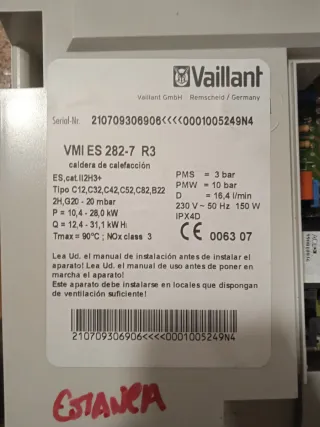 Vaillant
Vaillant GmbH Remscheid / Germany
Serial-Nr. 210709306906<<<<0001005249N4
VMI ES 282-7 R3
caldera de calefacción
ES,cat.II2H3+
Tipo C12,C32,C42,C52,C82,B22
2H,G20 - 20 mbar
P = 10,4 - 28,0 kW
Q = 12,4 - 31,1 kW Hi
Tmax = 90ºC ; NOx class 3
PMS = 3 bar
PMW = 10 bar
D = 16,4 l/min
230 V ~ 50 Hz 150 W
IPX4D
CE 0063 07
Lea Ud. el manual de instalación antes de instalar el
aparato! Lea Ud. el manual de uso antes de poner en
marcha el aparato!
Este aparato debe instalarse en locales que dispongan
de ventilación suficiente!
210709306906<<<<0001005249N4
ESTANCA